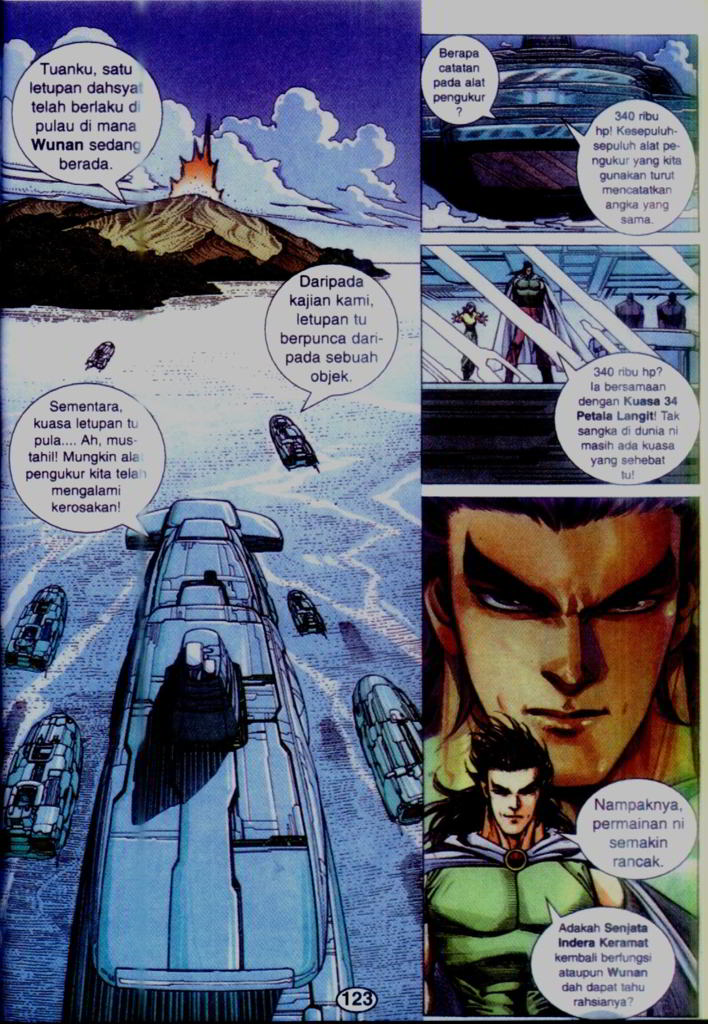 Tuanku, satu
letupan dahsyat
telah berlaku di
pulau di mana
Wunan sedang
berada.
Daripada
kajian kami,
letupan tu
berpunca dari-
pada sebuah
objek.
Sementara,
kuasa letupan tu
pula.... Ah, mus-
tahil! Mungkin alat
pengukur kita telah
mengalami
kerosakan!
Berapa
catatan
pada alat
pengukur
?
340 ribu
hp! Kesepuluh-
sepuluh alat pe-
ngukur yang kita
gunakan turut
mencatatkan
angka yang
sama.
340 ribu hp?
Ia bersamaan
dengan Kuasa 34
Petala Langit! Tak
sangka di dunia ni
masih ada kuasa
yang sehebat
tu!
Nampaknya,
permainan ni
semakin
rancak.
Adakah Senjata
Indera Keramat
kembali berfungsi
ataupun Wunan
dah dapat tahu
rahsianya?
123